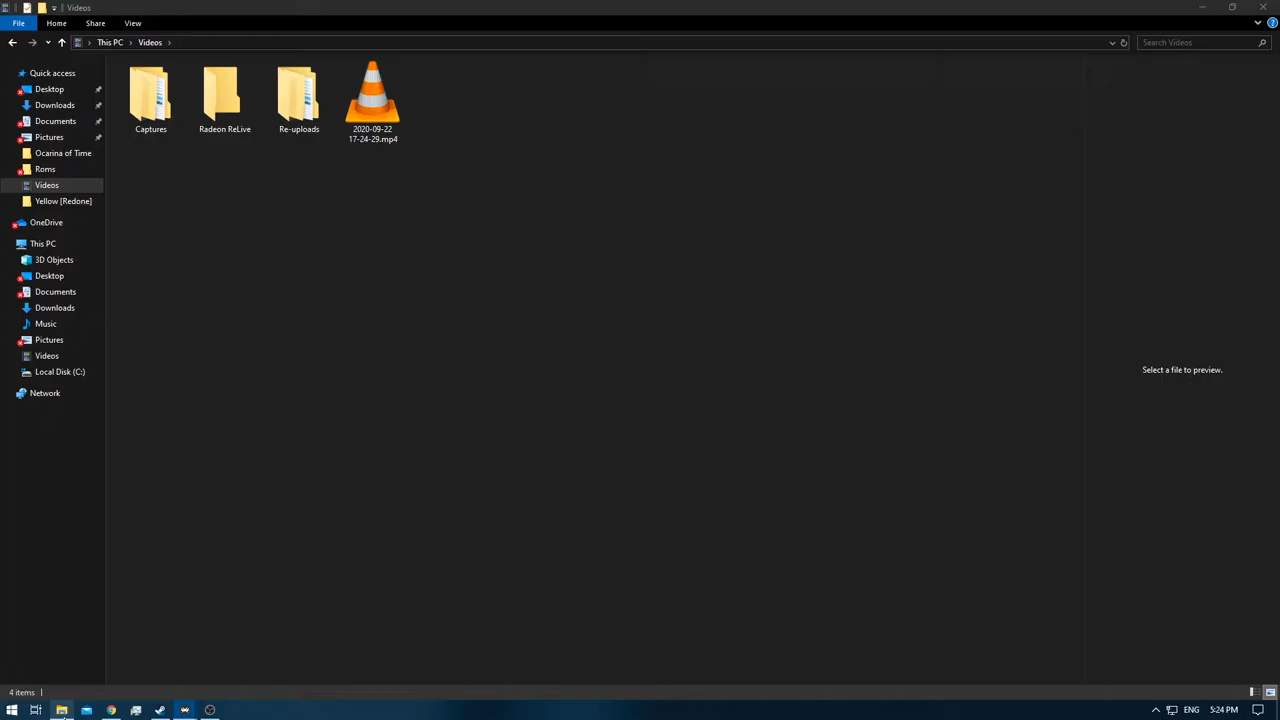 Videos
File
Home
Share
View
This PC
Videos
Search Videos
Quick access
Desktop
Downloads
Documents
Pictures
Ocarina of Time
Roms
Videos
Yellow [Redone]
OneDrive
This PC
3D Objects
Desktop
Documents
Downloads
Music
Pictures
Videos
Local Disk (C:)
Network
Captures
Radeon ReLive
Re-uploads
2020-09-22
17-24-29.mp4
Select a file to preview.
4 items
ENG
5:24 PM